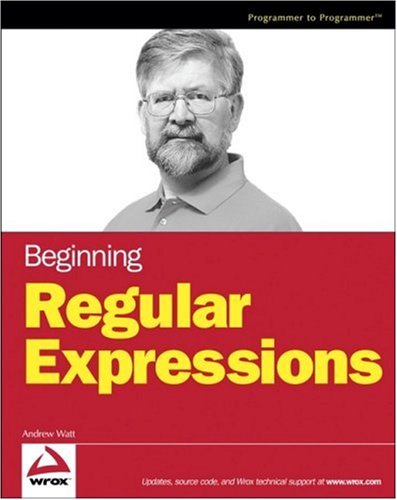 Programmer to Programmer™
Beginning
Regular
Expressions
Andrew Watt
wrox™
Updates, source code, and Wrox technical support at www.wrox.com